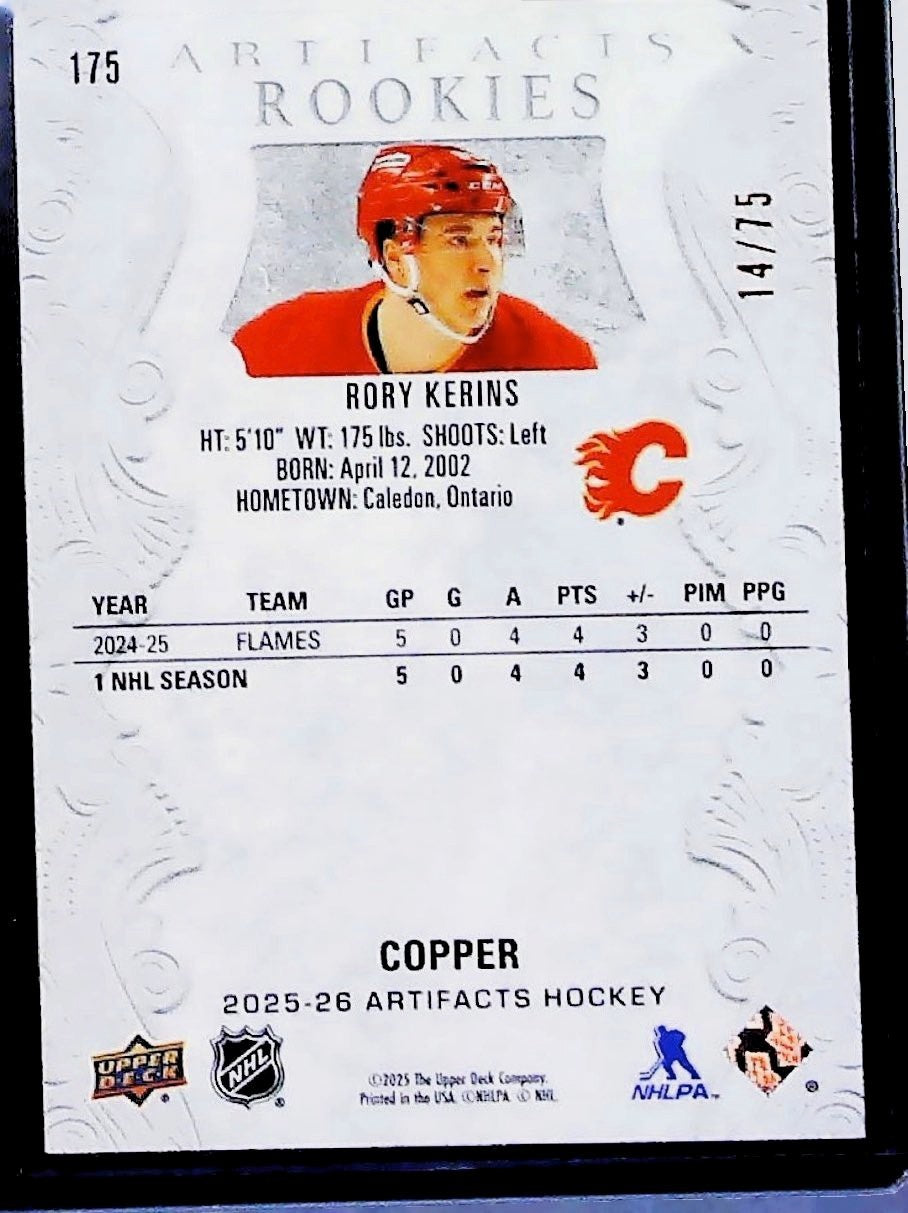 175
ARTIFACTS
ROOKIES
14/75
CCM
RORY KERINS
HT: 5'10" WT: 175 lbs. SHOOTS: Left
BORN: April 12, 2002
HOMETOWN: Caledon, Ontario
C
YEAR TEAM GP G A PTS +/- PIM PPG
2024-25 FLAMES 5 0 4 4 3 0 0
1 NHL SEASON 5 0 4 4 3 0 0
COPPER
2025-26 ARTIFACTS HOCKEY
UPPER DECK
NHL
©2025 The Upper Deck Company.
Printed in the USA. ©NHLPA © NHL
NHLPA™
®